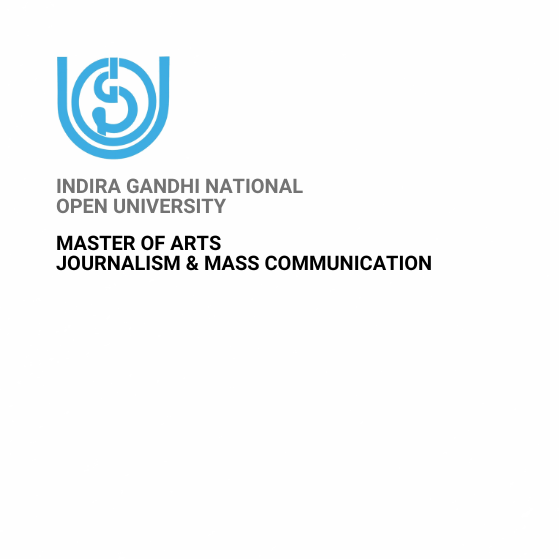 INDIRA GANDHI NATIONAL
OPEN UNIVERSITY
MASTER OF ARTS
JOURNALISM & MASS COMMUNICATION